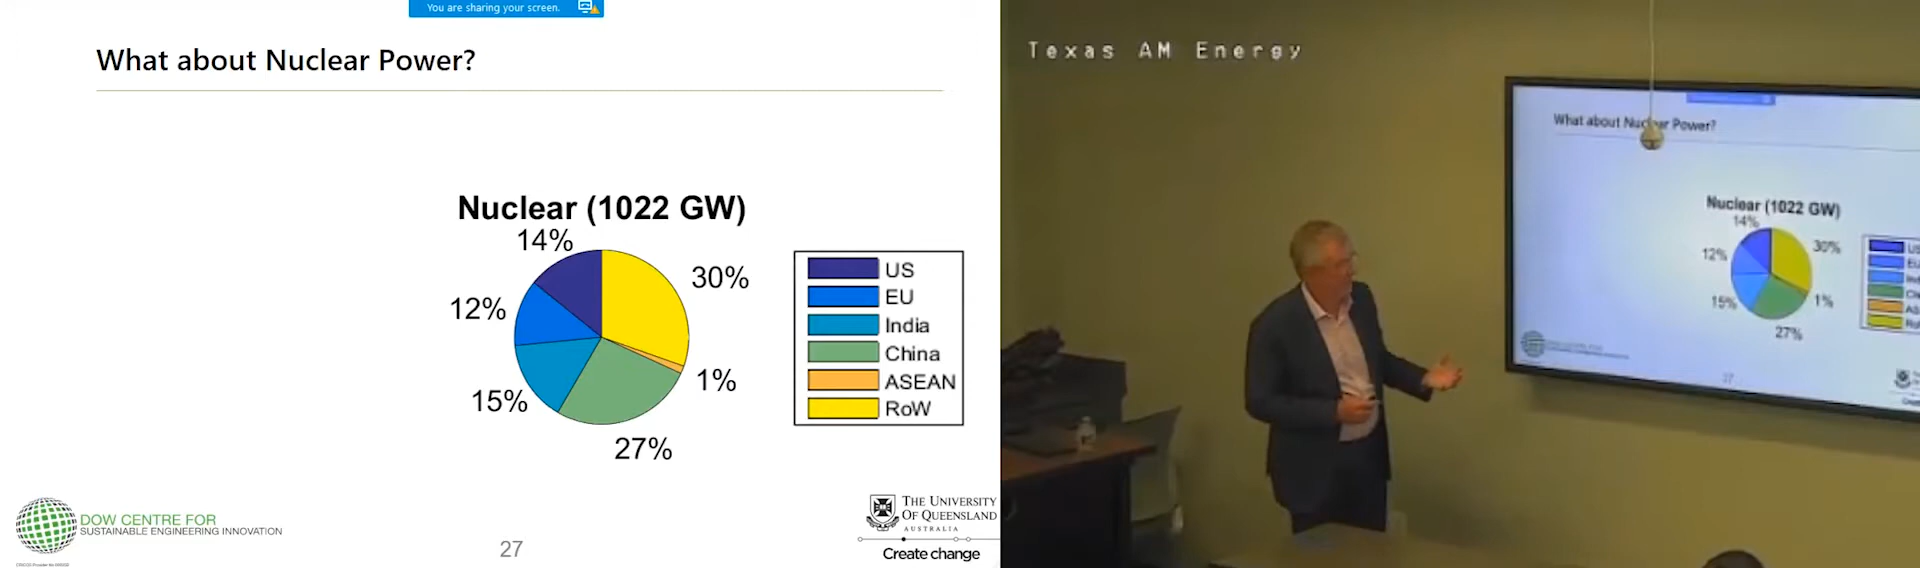 You are sharing your screen.
What about Nuclear Power?
Nuclear (1022 GW)
14%
30%
12%
1%
15%
27%
US
EU
India
China
ASEAN
RoW
DOW CENTRE FOR
SUSTAINABLE ENGINEERING INNOVATION
27
THE UNIVERSITY
OF QUEENSLAND
AUSTRALIA
Create change
Texas AM Energy
What about Nuclear Power?
Nuclear (1022 GW)
14%
30%
12%
1%
15%
27%
27